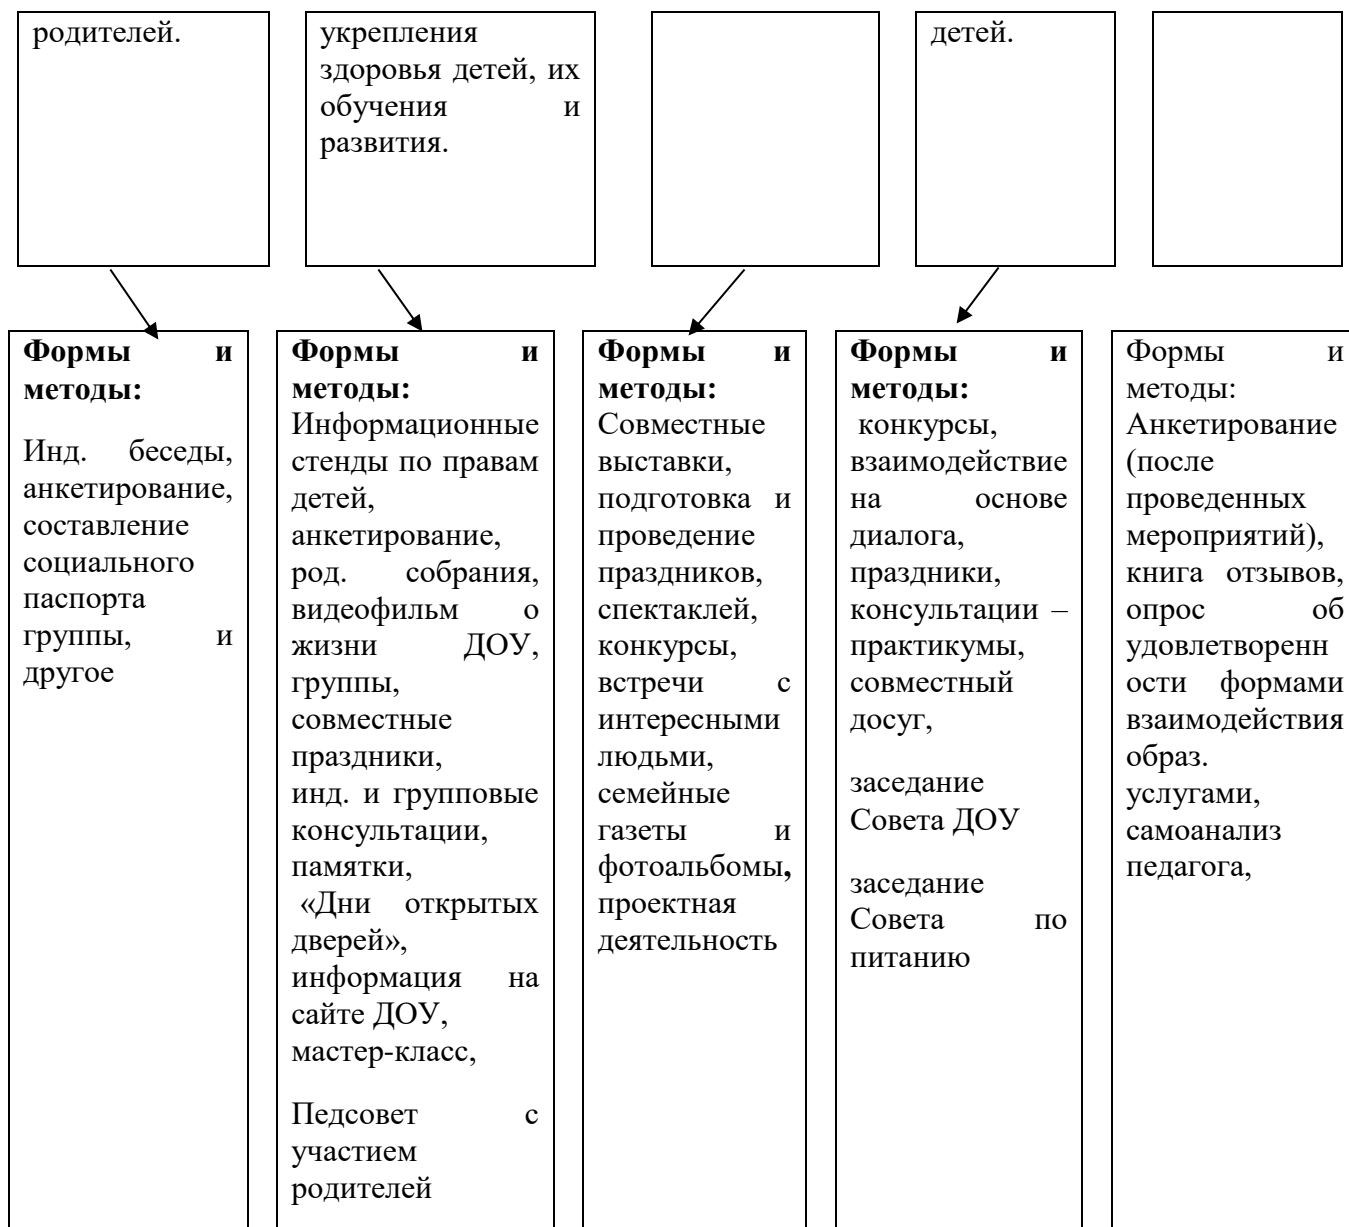 родителей.
укрепления
здоровья детей, их
обучения и
развития.
детей.
Формы и
методы:
Инд. беседы,
анкетирование,
составление
социального
паспорта
группы, и
другое
Формы и
методы:
Информационные
стенды по правам
детей,
анкетирование,
род. собрания,
видеофильм о
жизни ДОУ,
группы,
совместные
праздники,
инд. и групповые
консультации,
памятки,
«Дни открытых
дверей»,
информация на
сайте ДОУ,
мастер-класс,
Педсовет с
участием
родителей
Формы и
методы:
Совместные
выставки,
подготовка и
проведение
праздников,
спектаклей,
конкурсы,
встречи с
интересными
людьми,
семейные
газеты и
фотоальбомы,
проектная
деятельность
Формы и
методы:
конкурсы,
взаимодействие
на основе
диалога,
праздники,
консультации –
практикумы,
совместный
досуг,
заседание
Совета ДОУ
заседание
Совета по
питанию
Формы и
методы:
Анкетирование
(после
проведенных
мероприятий),
книга отзывов,
опрос об
удовлетворенн
ости формами
взаимодействия
образ.
услугами,
самоанализ
педагога,